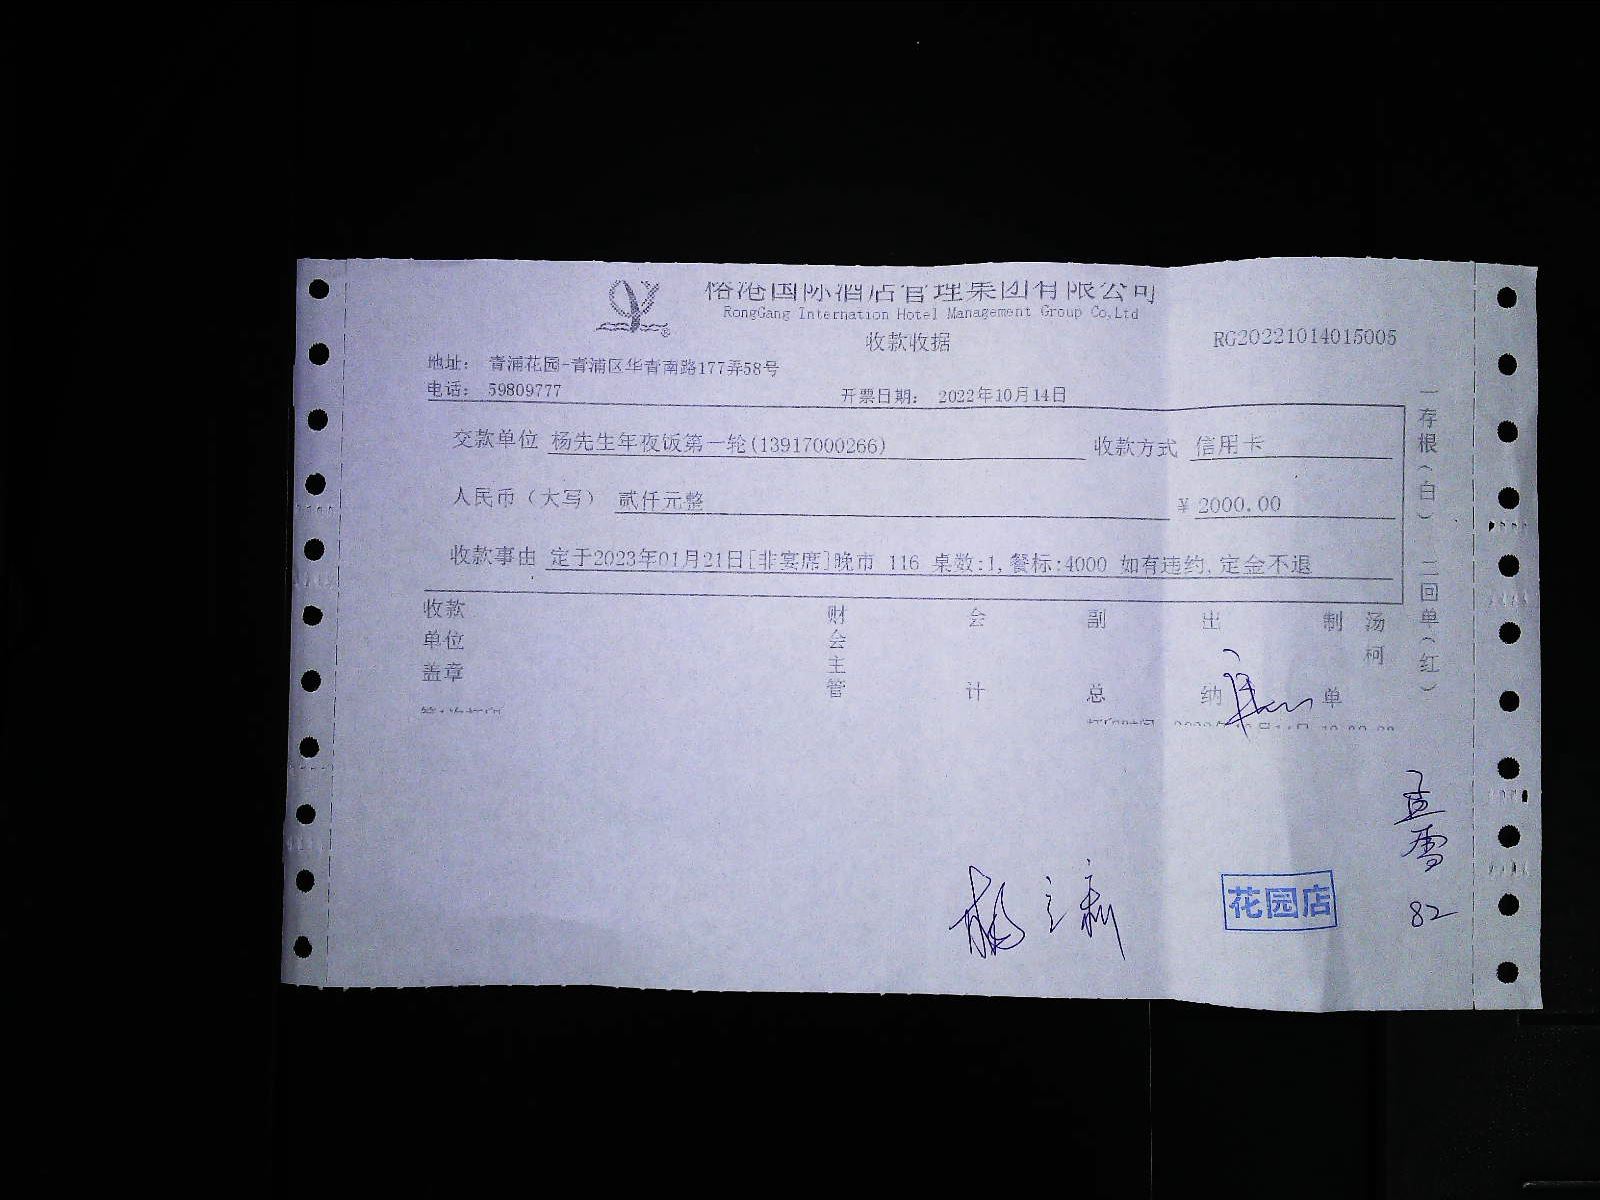 榕港国际酒店管理集团有限公司
RongGang Internation Hotel Management Group Co,Ltd
收款收据
RG20221014015005
地址： 青浦花园-青浦区华青南路177弄58号
电话： 59809777
开票日期： 2022年10月14日
交款单位 杨先生年夜饭第一轮(13917000266) 收款方式 信用卡
人民币（大写） 贰仟元整 ¥ 2000.00
收款事由 定于2023年01月21日[非宴席]晚市 116 桌数:1,餐标:4000 如有违约,定金不退
收款单位盖章
财会主管
会计
副总
出纳
制单
汤柯
一存根（白） 二回单（红）
花园店
82